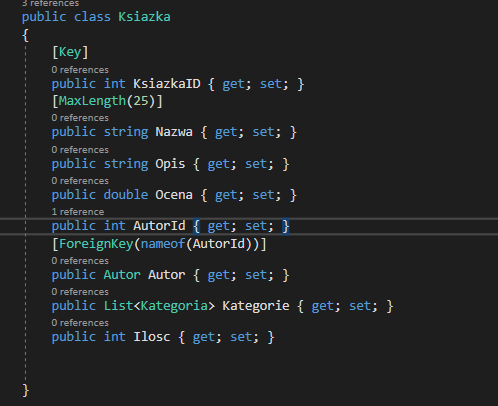 3 references
public class Ksiazka
{
[Key]
0 references
public int KsiazkaID { get; set; }
[MaxLength(25)]
0 references
public string Nazwa { get; set; }
0 references
public string Opis { get; set; }
0 references
public double Ocena { get; set; }
1 reference
public int AutorId { get; set; }
[ForeignKey(nameof(AutorId))]
0 references
public Autor Autor { get; set; }
0 references
public List<Kategoria> Kategorie { get; set; }
0 references
public int Ilosc { get; set; }
}